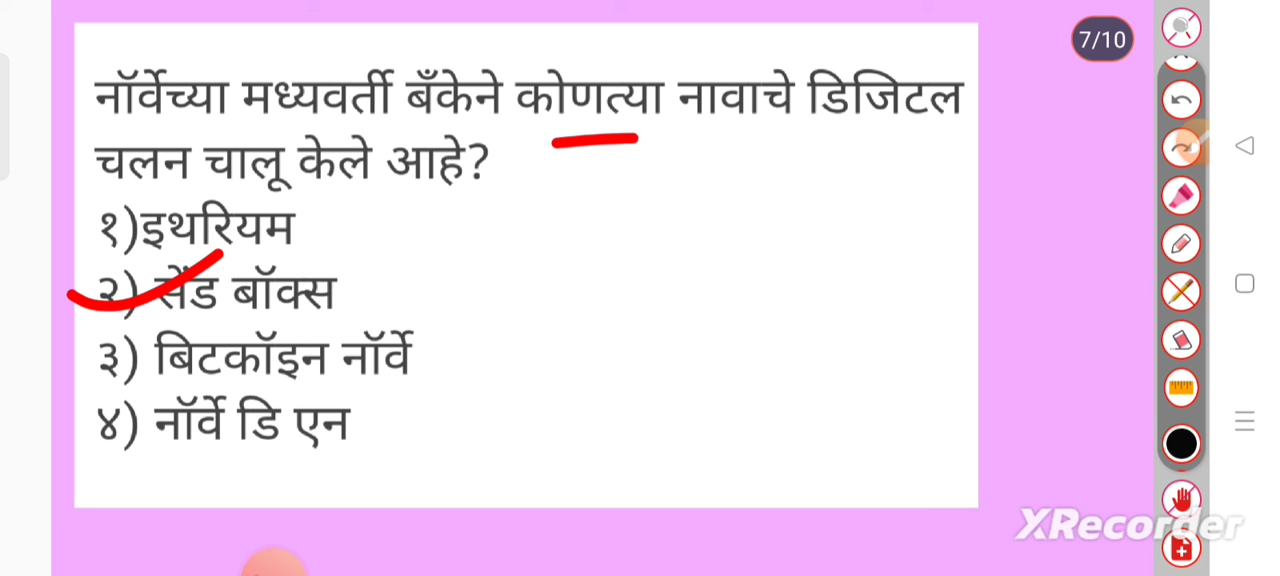 7/10
नॉर्वेच्या मध्यवर्ती बँकेने कोणत्या नावाचे डिजिटल
चलन चालू केले आहे?
१)इथरियम
२) सेंड बॉक्स
३) बिटकॉइन नॉर्वे
४) नॉर्वे डि एन
XRecorder